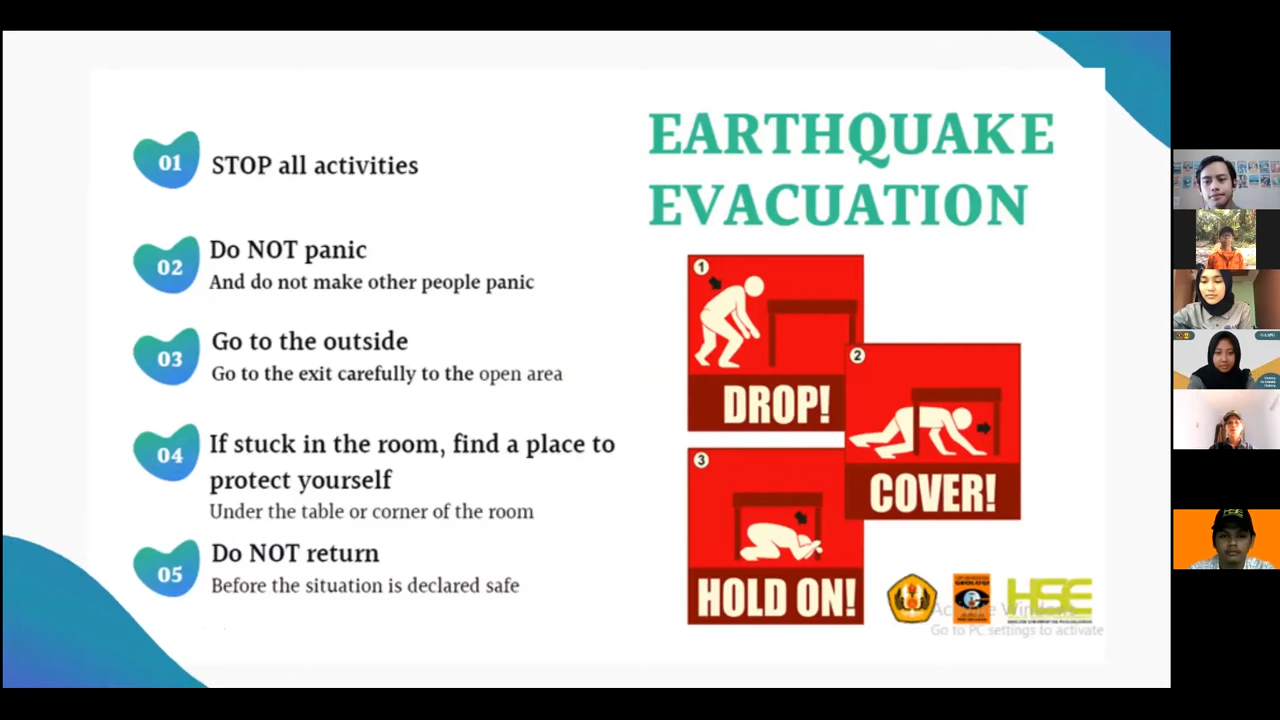 EARTHQUAKE
EVACUATION
01
STOP all activities
02
Do NOT panic
And do not make other people panic
03
Go to the outside
Go to the exit carefully to the open area
04
If stuck in the room, find a place to
protect yourself
Under the table or corner of the room
05
Do NOT return
Before the situation is declared safe
1
DROP!
2
COVER!
3
HOLD ON!
HSE
Activate Windows
Go to PC settings to activate